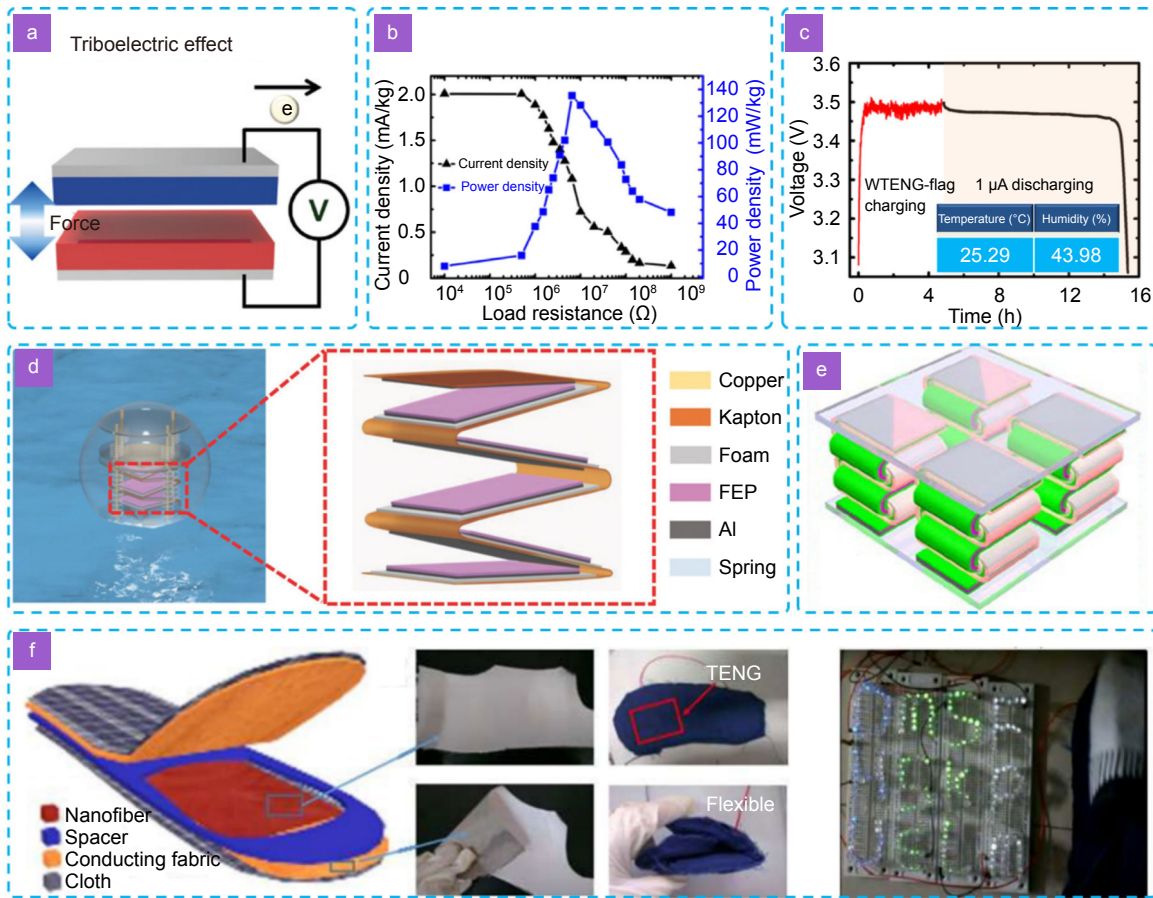 a
Triboelectric effect
e
V
Force
b
Current density (mA/kg)
2.0
1.5
1.0
0.5
0
Current density
Power density
140
120
100
80
60
40
20
0
Power density (mW/kg)
10⁴
10⁵
10⁶
10⁷
10⁸
10⁹
Load resistance (Ω)
c
Voltage (V)
3.6
3.5
3.4
3.3
3.2
3.1
WTENG-flag
charging
1 μA discharging
Temperature (°C)
Humidity (%)
25.29
43.98
0
4
8
12
16
Time (h)
d
Copper
Kapton
Foam
FEP
Al
Spring
e
f
Nanofiber
Spacer
Conducting fabric
Cloth
TENG
Flexible